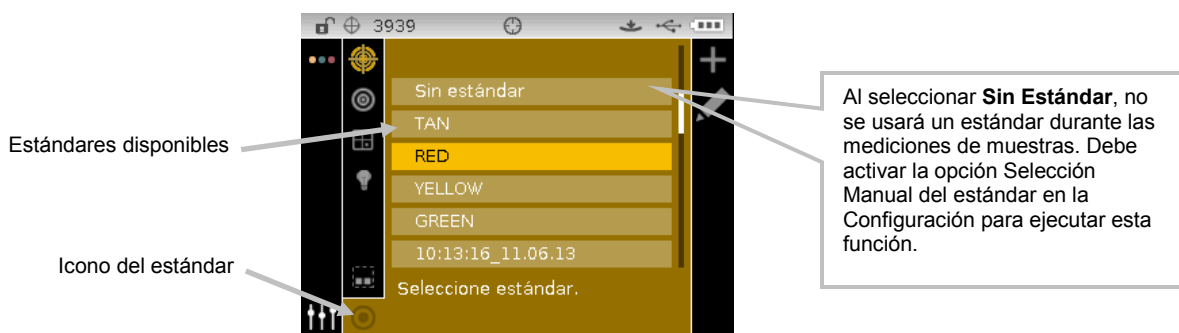 3939
Sin estándar
TAN
RED
YELLOW
GREEN
10:13:16_11.06.13
Seleccione estándar.
Estándares disponibles
Icono del estándar
Al seleccionar Sin Estándar, no
se usará un estándar durante las
mediciones de muestras. Debe
activar la opción Selección
Manual del estándar en la
Configuración para ejecutar esta
función.